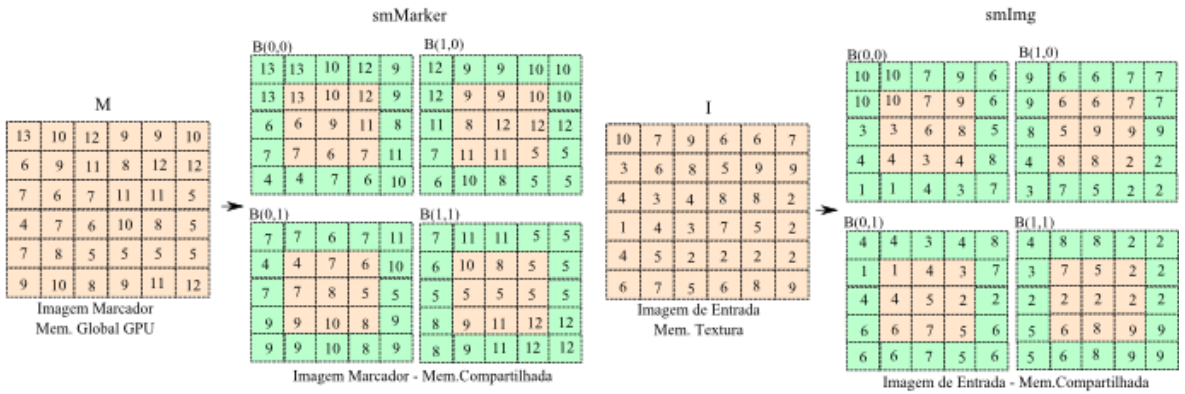 M
13 10 12 9 9 10
6 9 11 8 12 12
7 6 7 11 11 5
4 7 6 10 8 5
7 8 5 5 5 5
9 10 8 9 11 12
Imagem Marcador
Mem. Global GPU
smMarker
B(0,0)
13 13 10 12 9
13 13 10 12 9
6 6 9 11 8
7 7 6 7 11
4 4 7 6 10
B(1,0)
12 9 9 10 10
12 9 9 10 10
11 8 12 12 12
7 11 11 5 5
6 10 8 5 5
B(0,1)
7 7 6 7 11
4 4 7 6 10
7 7 8 5 5
9 9 10 8 9
9 9 10 8 9
B(1,1)
7 11 11 5 5
6 10 8 5 5
5 5 5 5 5
8 9 11 12 12
8 9 11 12 12
Imagem Marcador - Mem.Compartilhada
I
10 7 9 6 6 7
3 6 8 5 9 9
4 3 4 8 8 2
1 4 3 7 5 2
4 5 2 2 2 2
6 7 5 6 8 9
Imagem de Entrada
Mem. Textura
smImg
B(0,0)
10 10 7 9 6
10 10 7 9 6
3 3 6 8 5
4 4 3 4 8
1 1 4 3 7
B(1,0)
9 6 6 7 7
9 6 6 7 7
8 5 9 9 9
4 8 8 2 2
3 7 5 2 2
B(0,1)
4 4 3 4 8
1 1 4 3 7
4 4 5 2 2
6 6 7 5 6
6 6 7 5 6
B(1,1)
4 8 8 2 2
3 7 5 2 2
2 2 2 2 2
5 6 8 9 9
5 6 8 9 9
Imagem de Entrada - Mem.Compartilhada